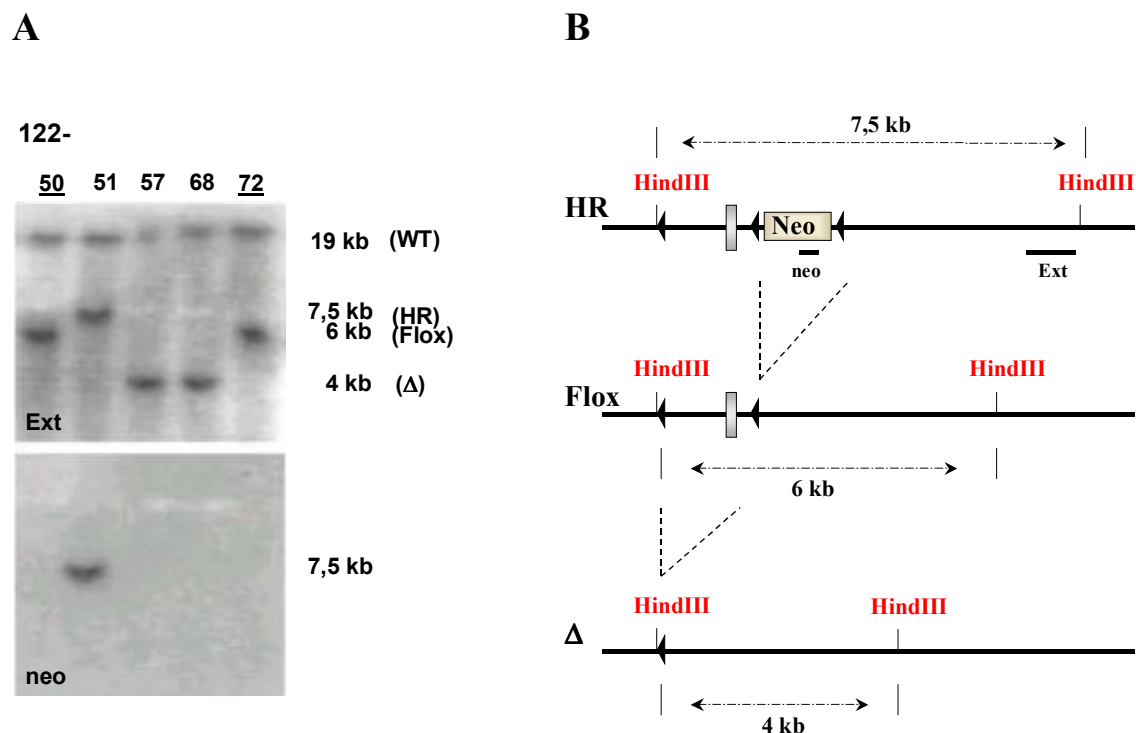 A
122-
50 51 57 68 72
19 kb (WT)
7,5 kb (HR)
6 kb (Flox)
4 kb (Δ)
Ext
7,5 kb
neo
B
7,5 kb
HindIII HindIII
HR
Neo
neo Ext
HindIII HindIII
Flox
6 kb
HindIII HindIII
Δ
4 kb